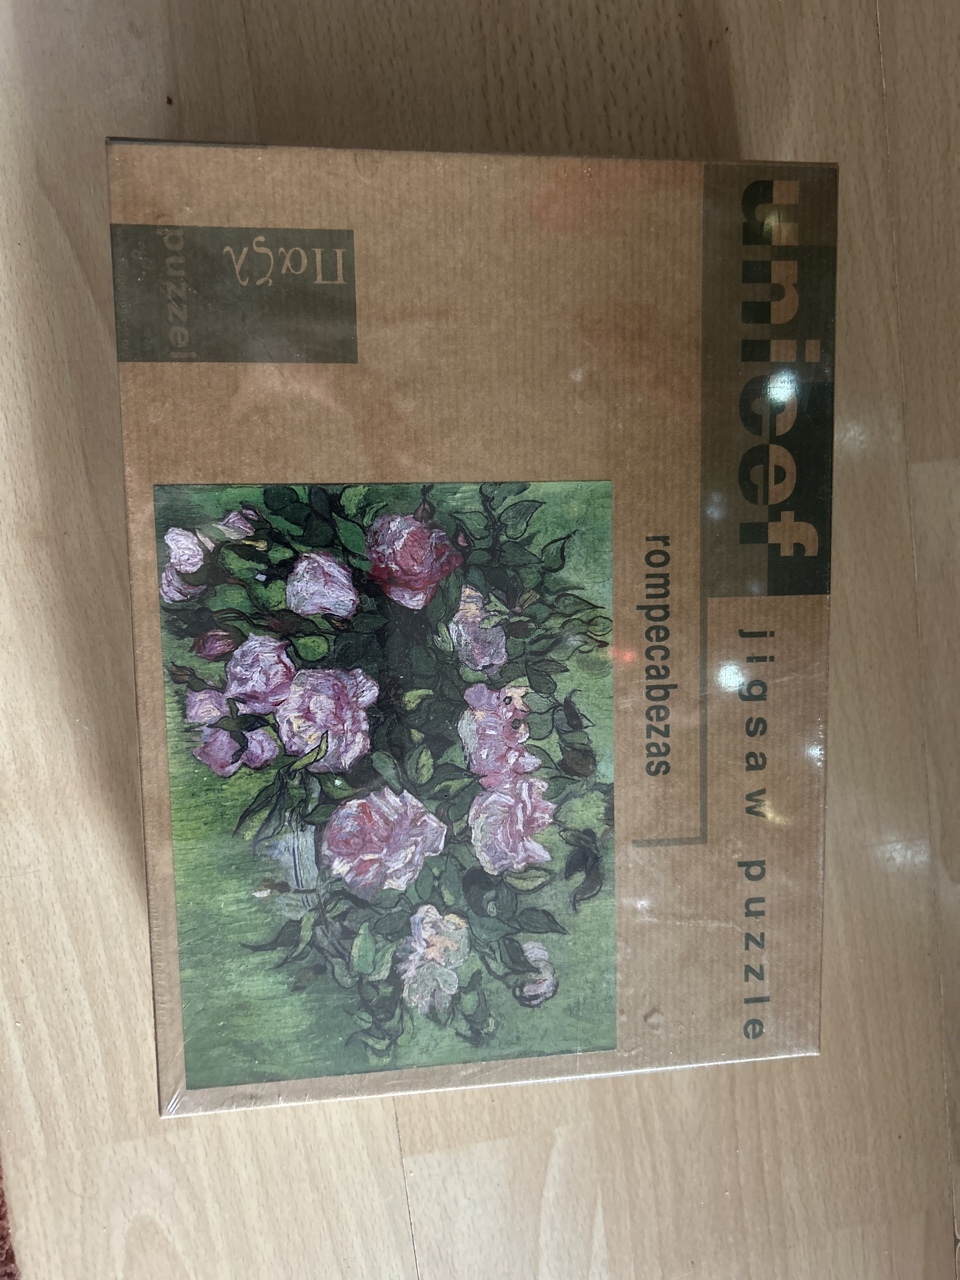 unicef
jigsaw puzzle
rompecabezas
Παζλ
puzzel